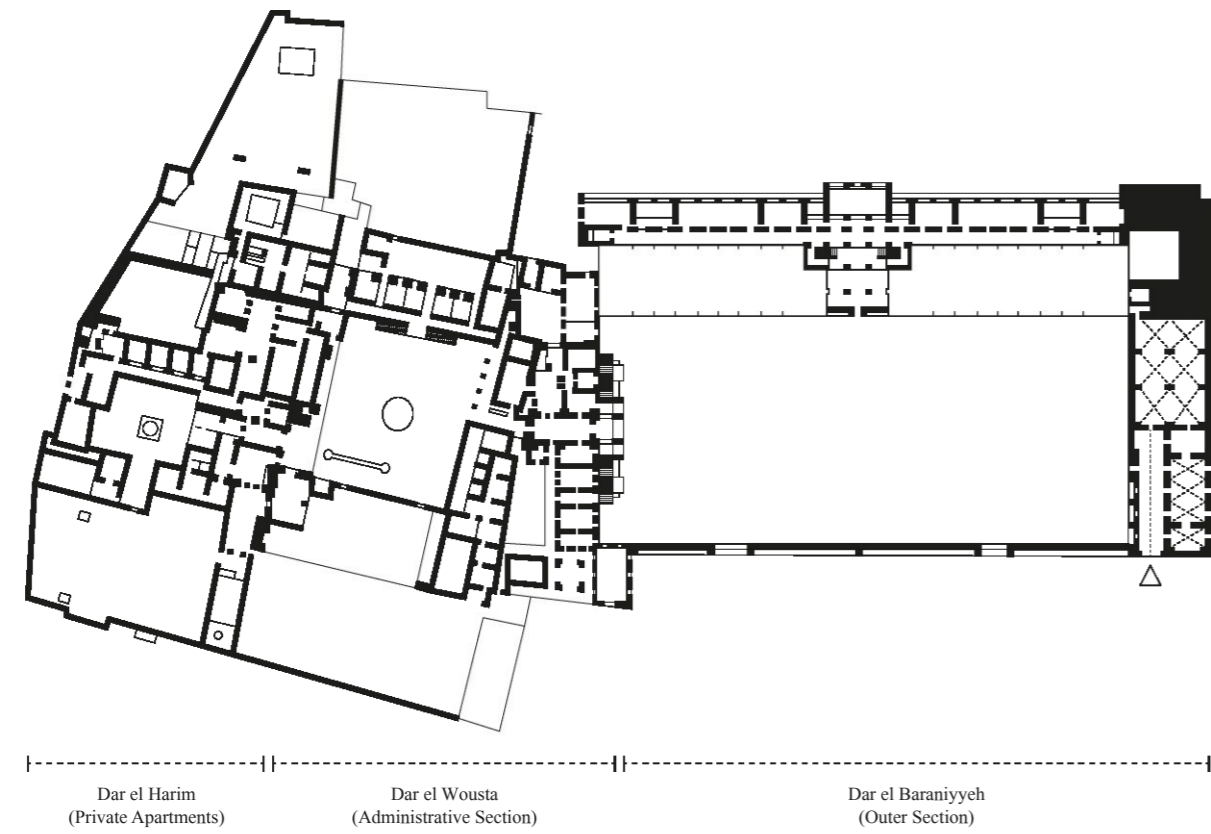 Dar el Harim
(Private Apartments)
Dar el Wousta
(Administrative Section)
Dar el Baraniyyeh
(Outer Section)